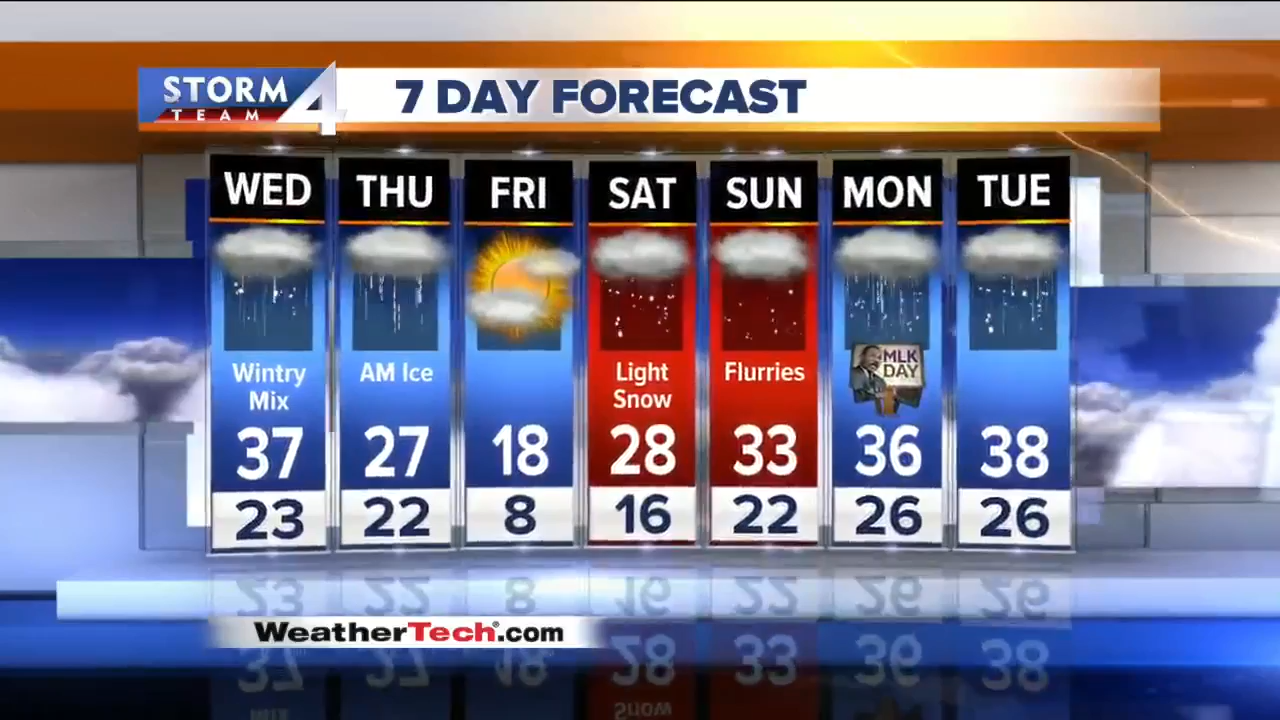 STORM
TEAM
4
7 DAY FORECAST
WED THU FRI SAT SUN MON TUE
MLK
DAY
Wintry
Mix
AM Ice
Light
Snow
Flurries
37 27 18 28 33 36 38
23 22 8 16 22 26 26
WeatherTech®.com